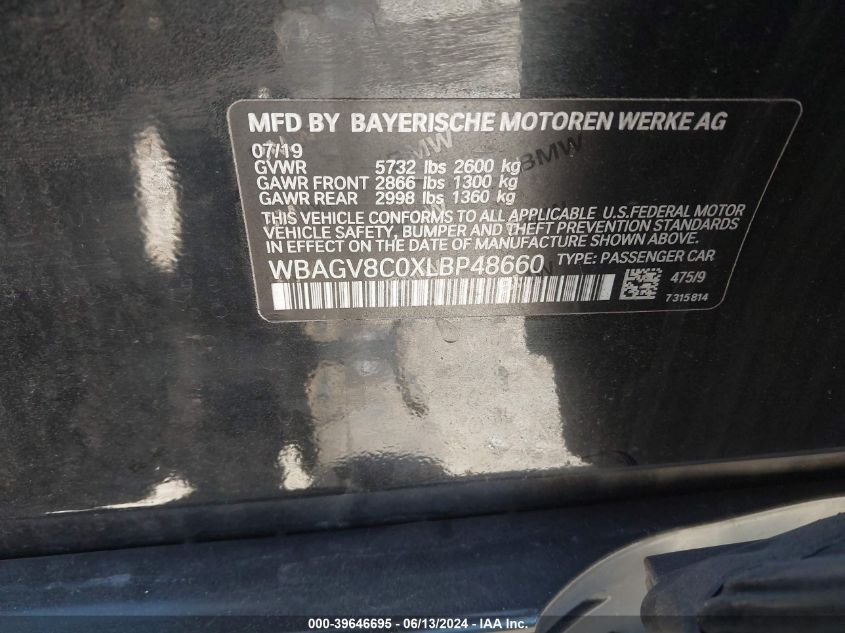 MFD BY BAYERISCHE MOTOREN WERKE AG
07/19
GVWR 5732 lbs 2600 kg
GAWR FRONT 2866 lbs 1300 kg
GAWR REAR 2998 lbs 1360 kg
THIS VEHICLE CONFORMS TO ALL APPLICABLE U.S.FEDERAL MOTOR
VEHICLE SAFETY, BUMPER AND THEFT PREVENTION STANDARDS
IN EFFECT ON THE DATE OF MANUFACTURE SHOWN ABOVE.
WBAGV8C0XLBP48660 TYPE: PASSENGER CAR
475/9
7315814
BMW
BMW
000-39646695 - 06/13/2024 - IAA Inc.